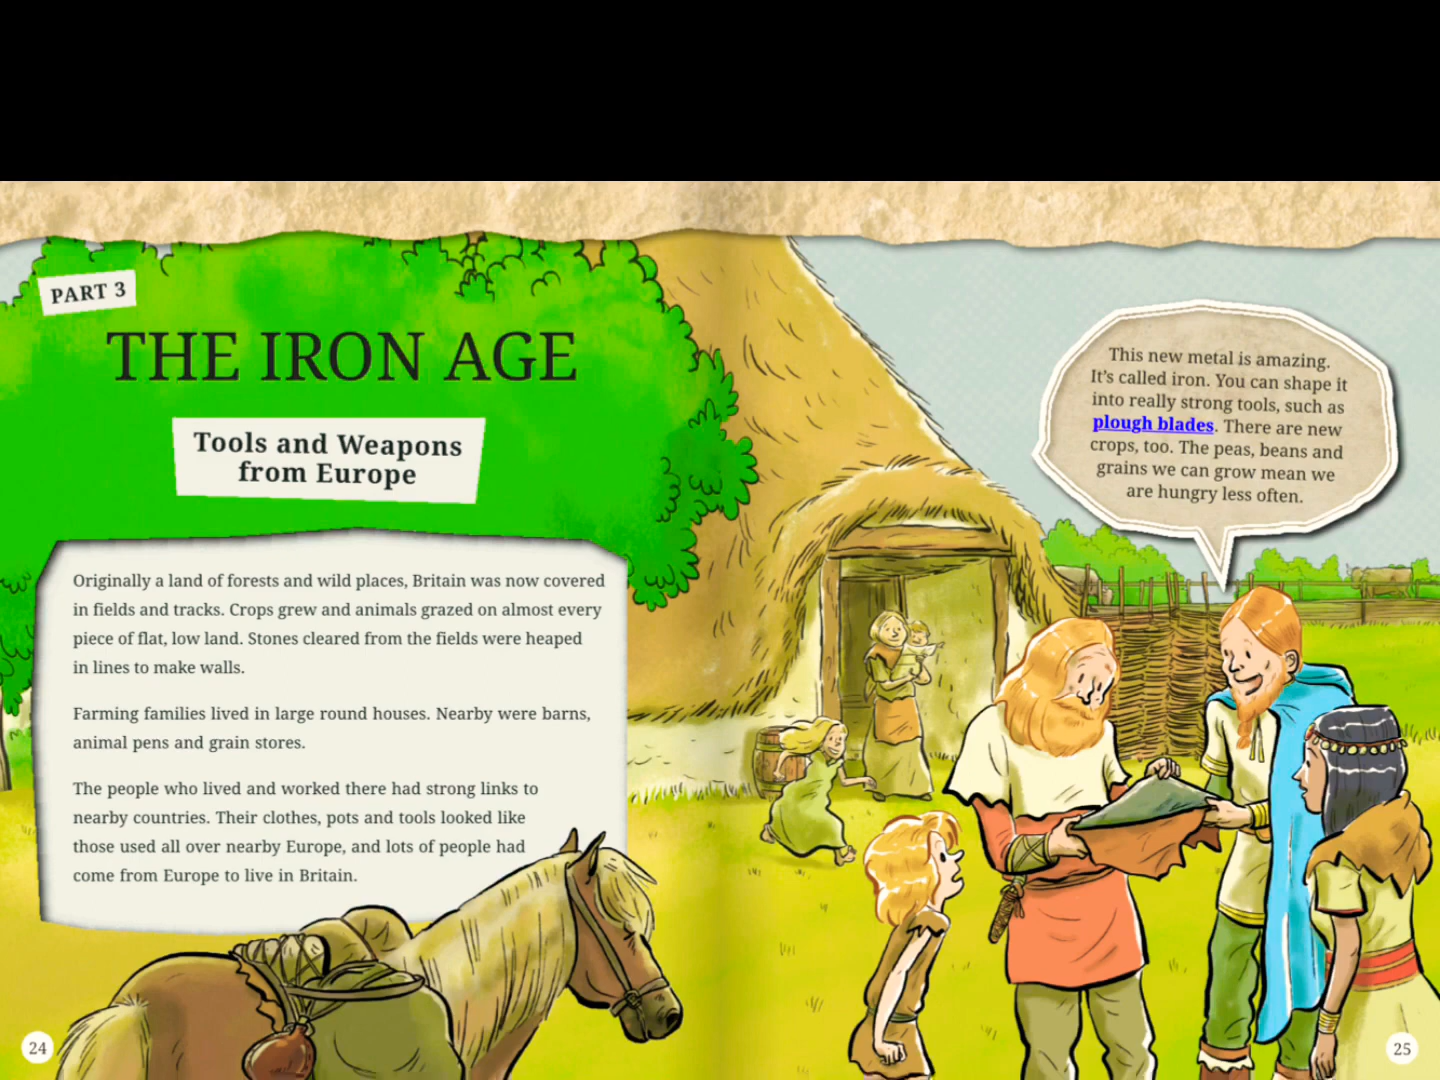 PART 3
THE IRON AGE
Tools and Weapons
from Europe
Originally a land of forests and wild places, Britain was now covered
in fields and tracks. Crops grew and animals grazed on almost every
piece of flat, low land. Stones cleared from the fields were heaped
in lines to make walls.
Farming families lived in large round houses. Nearby were barns,
animal pens and grain stores.
The people who lived and worked there had strong links to
nearby countries. Their clothes, pots and tools looked like
those used all over nearby Europe, and lots of people had
come from Europe to live in Britain.
24
This new metal is amazing.
It’s called iron. You can shape it
into really strong tools, such as
plough blades. There are new
crops, too. The peas, beans and
grains we can grow mean we
are hungry less often.
25